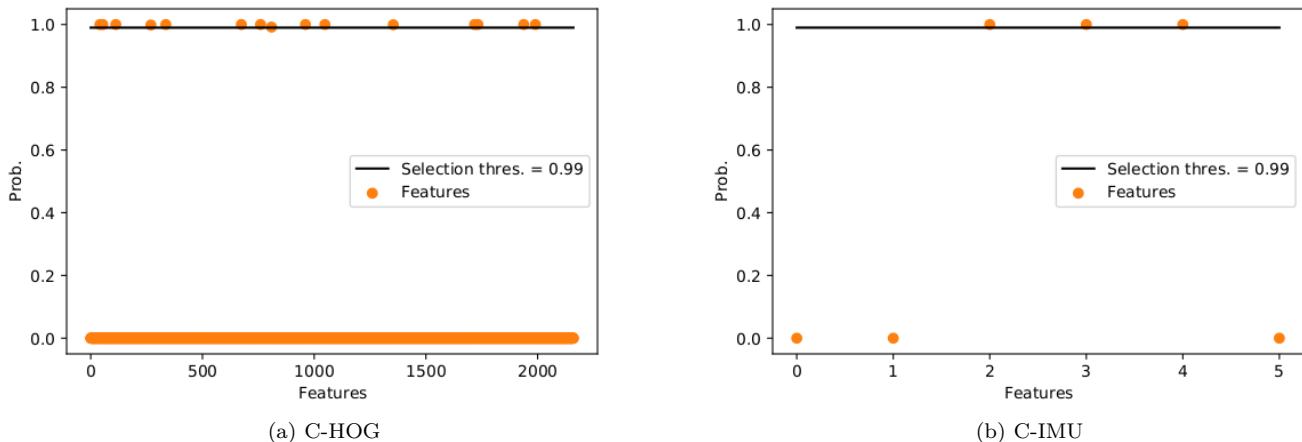 1.0
0.8
0.6
0.4
0.2
0.0
Prob.
Selection thres. = 0.99
Features
0 500 1000 1500 2000
Features
(a) C-HOG
1.0
0.8
0.6
0.4
0.2
0.0
Prob.
Selection thres. = 0.99
Features
0 1 2 3 4 5
Features
(b) C-IMU